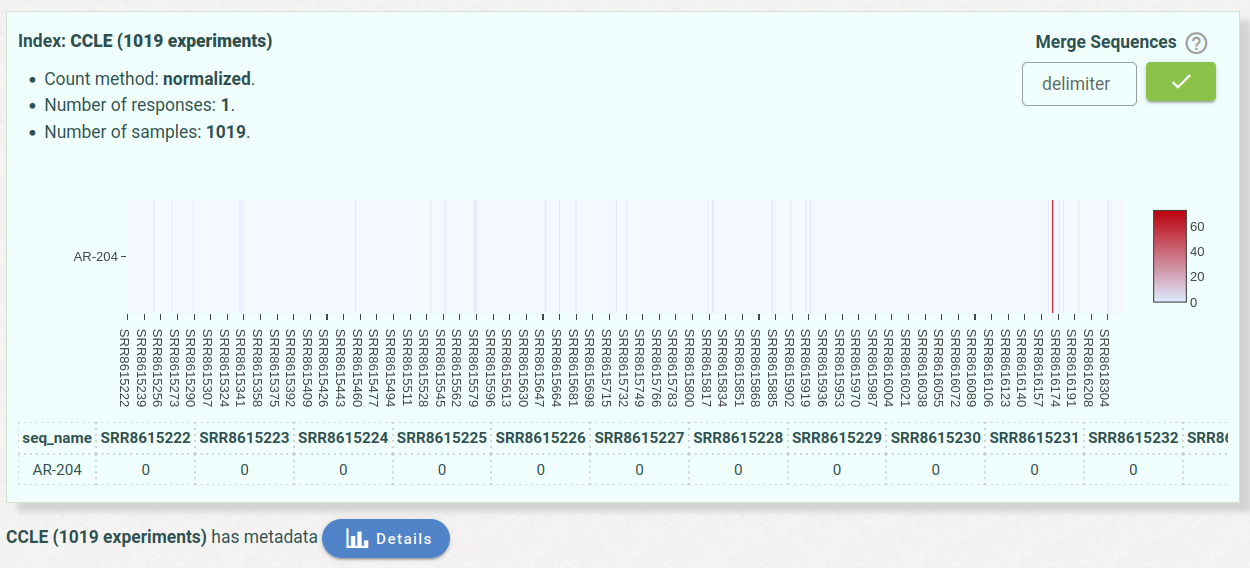 Index: CCLE (1019 experiments)
Merge Sequences ?
Count method: normalized.
Number of responses: 1.
Number of samples: 1019.
delimiter
AR-204
60
40
20
0
SRR8615222
SRR8615239
SRR8615256
SRR8615273
SRR8615290
SRR8615307
SRR8615324
SRR8615341
SRR8615358
SRR8615375
SRR8615392
SRR8615409
SRR8615426
SRR8615443
SRR8615460
SRR8615477
SRR8615494
SRR8615511
SRR8615528
SRR8615545
SRR8615562
SRR8615579
SRR8615596
SRR8615613
SRR8615630
SRR8615647
SRR8615664
SRR8615681
SRR8615698
SRR8615715
SRR8615732
SRR8615749
SRR8615766
SRR8615783
SRR8615800
SRR8615817
SRR8615834
SRR8615851
SRR8615868
SRR8615885
SRR8615902
SRR8615919
SRR8615936
SRR8615953
SRR8615970
SRR8615987
SRR8616004
SRR8616021
SRR8616038
SRR8616055
SRR8616072
SRR8616089
SRR8616106
SRR8616123
SRR8616140
SRR8616157
SRR8616174
SRR8616191
SRR8616208
SRR8618304
seq_name SRR8615222 SRR8615223 SRR8615224 SRR8615225 SRR8615226 SRR8615227 SRR8615228 SRR8615229 SRR8615230 SRR8615231 SRR8615232 SRR86
AR-204 0 0 0 0 0 0 0 0 0 0 0
CCLE (1019 experiments) has metadata Details